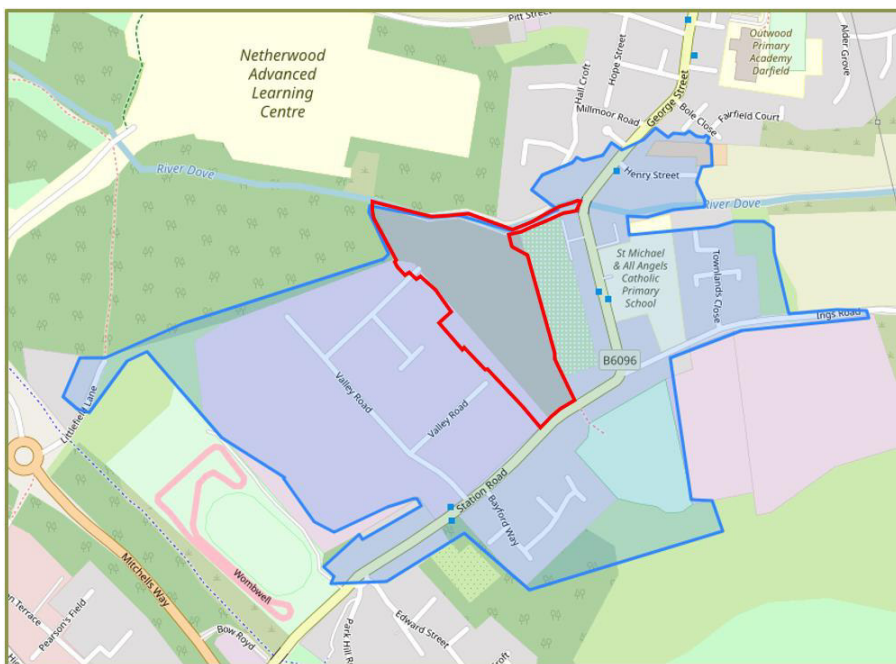 Pitt Street
Netherwood
Advanced
Learning
Centre
Hall Croft
Hope Street
George Street
Outwood
Primary
Academy
Darfield
Alder Grove
Millmoor Road
Bole Close
Fairfield Court
River Dove
Henry Street
River Dove
St Michael
& All Angels
Catholic
Primary
School
Townlands Close
Ings Road
B6096
Valley Road
Valley Road
Littlefield Lane
Station Road
Bayford Way
Mitchells Way
Wombwell
Pearson's Field
Terrace
Bow Royd
Park Hill R
Edward Street
Croft